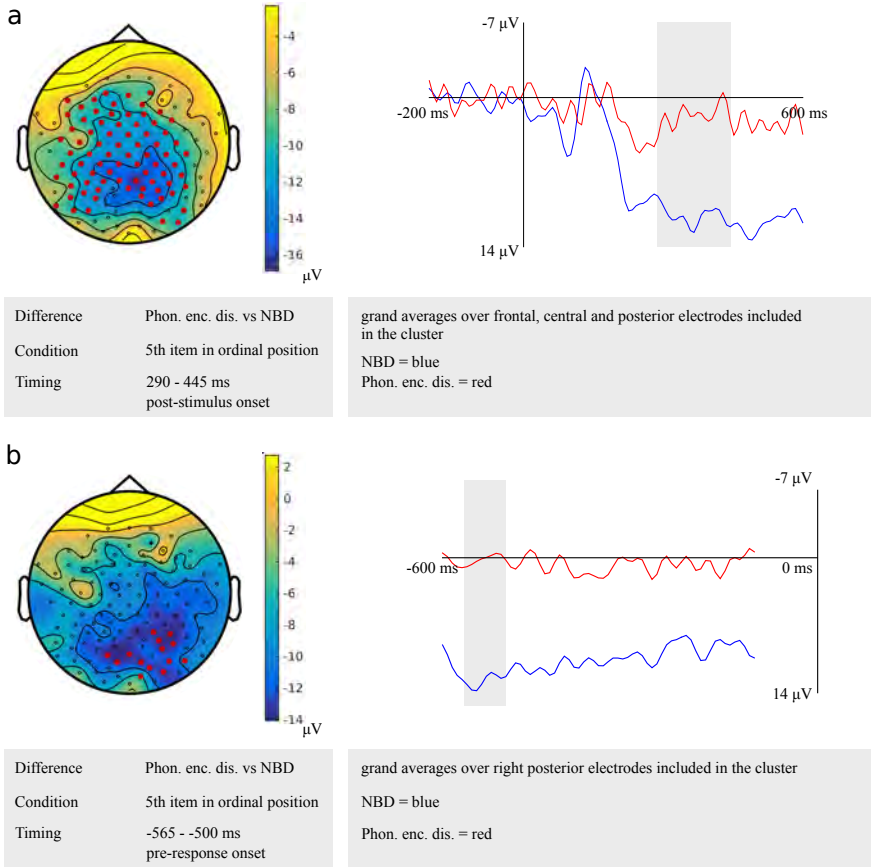 a
-4
-6
-8
-10
-12
-14
-16
μV
-7 μV
-200 ms
600 ms
14 μV
Difference Phon. enc. dis. vs NBD
Condition 5th item in ordinal position
Timing 290 - 445 ms
post-stimulus onset
grand averages over frontal, central and posterior electrodes included
in the cluster
NBD = blue
Phon. enc. dis. = red
b
2
0
-2
-4
-6
-8
-10
-12
-14
μV
-7 μV
-600 ms
0 ms
14 μV
Difference Phon. enc. dis. vs NBD
Condition 5th item in ordinal position
Timing -565 - -500 ms
pre-response onset
grand averages over right posterior electrodes included in the cluster
NBD = blue
Phon. enc. dis. = red